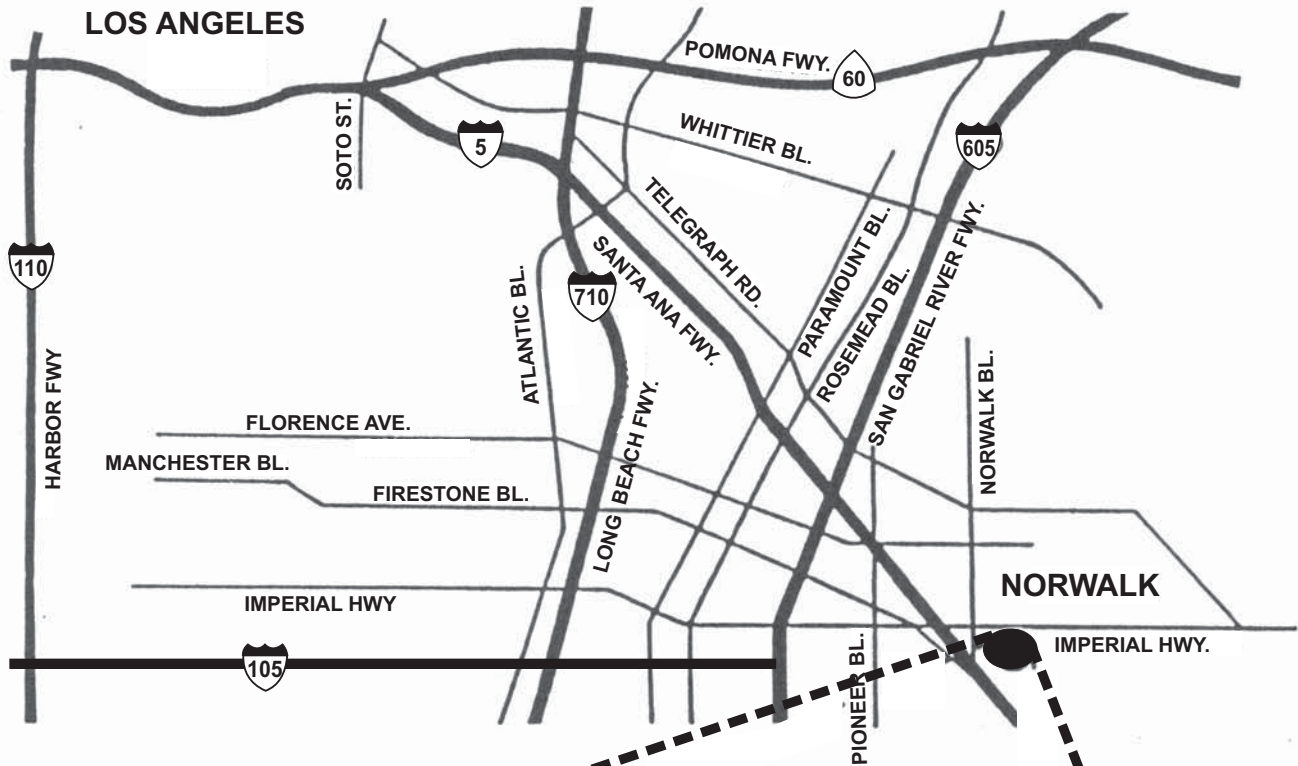 LOS ANGELES
POMONA FWY.
60
SOTO ST.
5
WHITTIER BL.
605
110
TELEGRAPH RD.
PARAMOUNT BL.
SANTA ANA FWY.
710
ATLANTIC BL.
ROSEMEAD BL.
SAN GABRIEL RIVER FWY.
HARBOR FWY
NORWALK BL.
FLORENCE AVE.
LONG BEACH FWY.
MANCHESTER BL.
FIRESTONE BL.
NORWALK
IMPERIAL HWY
IMPERIAL HWY.
105
PIONEER BL.